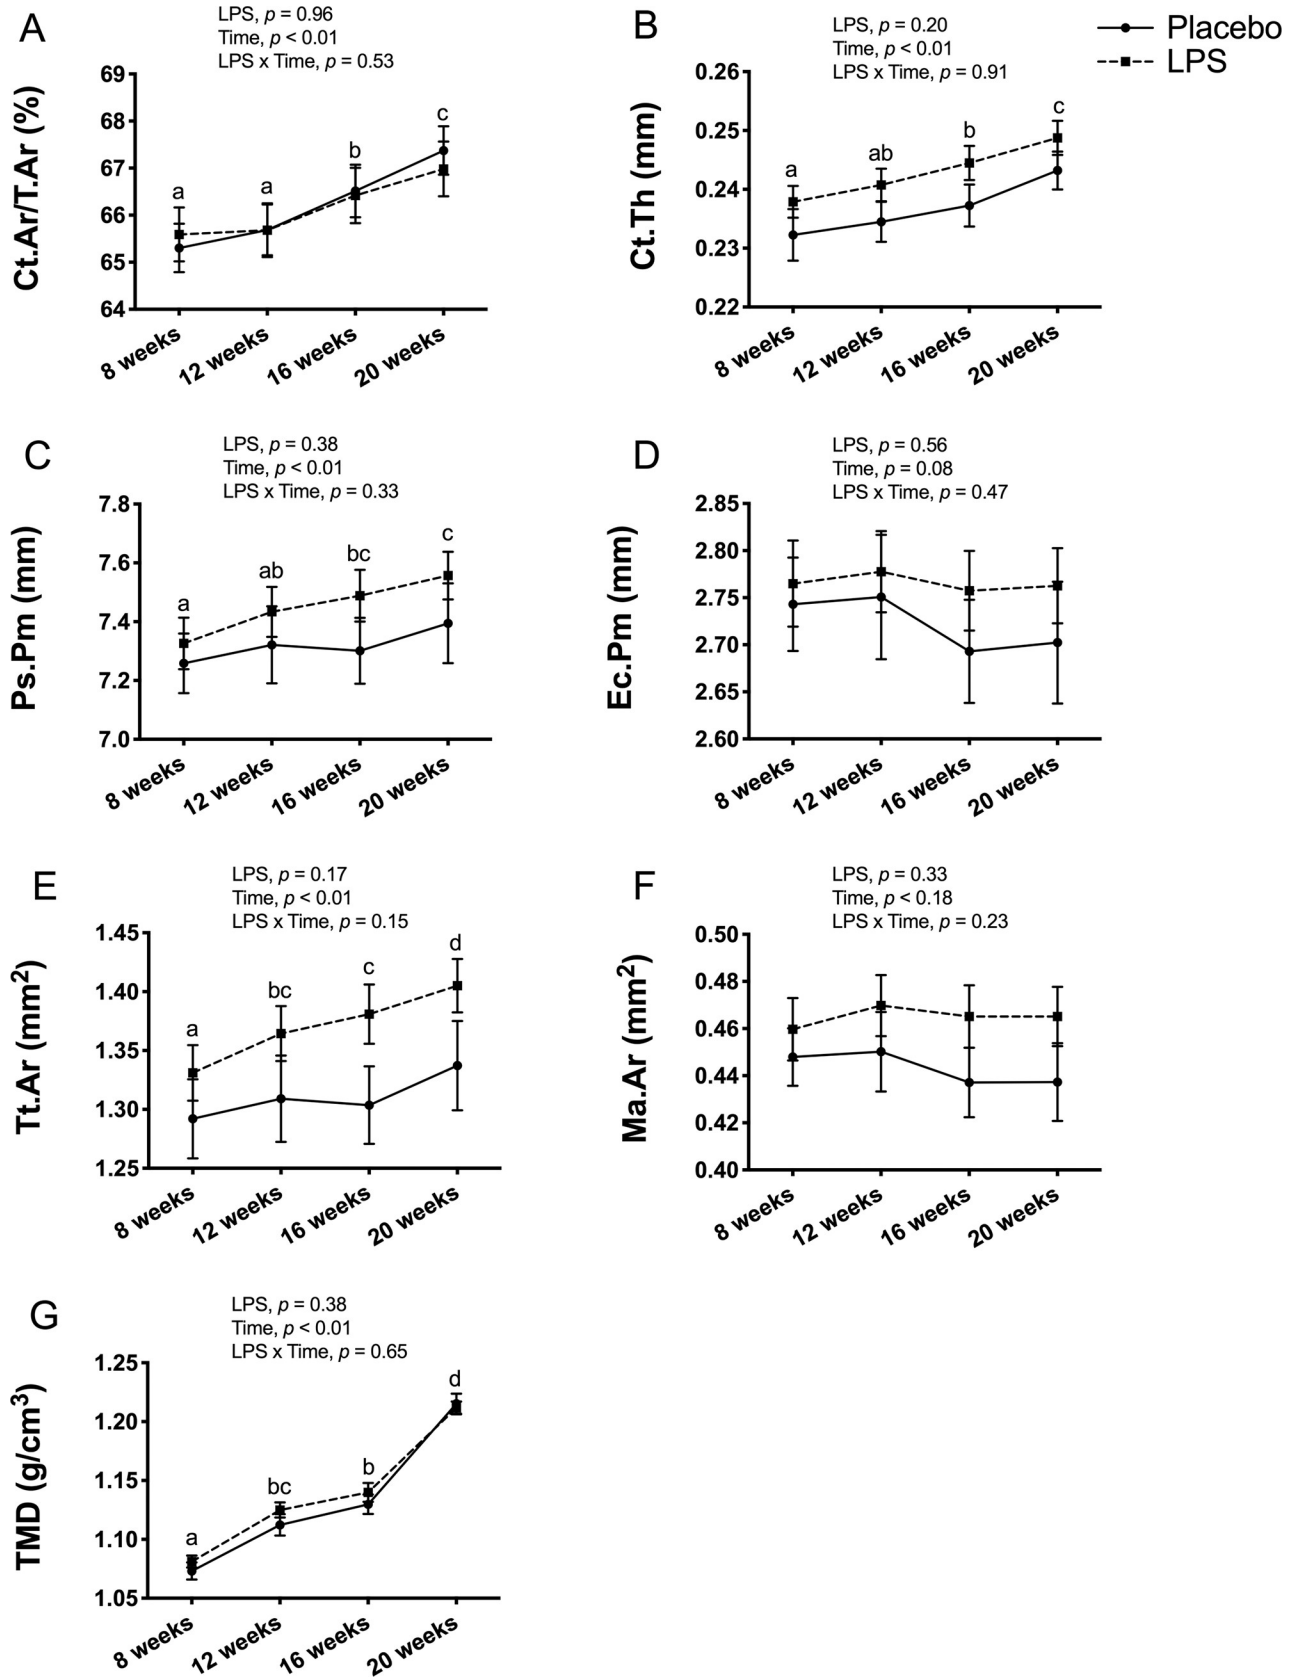 A
LPS, p = 0.96
Time, p < 0.01
LPS x Time, p = 0.53
Ct.Ar/T.Ar (%)
69
68
67
66
65
64
a
a
b
c
8 weeks
12 weeks
16 weeks
20 weeks
B
LPS, p = 0.20
Time, p < 0.01
LPS x Time, p = 0.91
Placebo
LPS
Ct.Th (mm)
0.26
0.25
0.24
0.23
0.22
a
ab
b
c
8 weeks
12 weeks
16 weeks
20 weeks
C
LPS, p = 0.38
Time, p < 0.01
LPS x Time, p = 0.33
Ps.Pm (mm)
7.8
7.6
7.4
7.2
7.0
a
ab
bc
c
8 weeks
12 weeks
16 weeks
20 weeks
D
LPS, p = 0.56
Time, p = 0.08
LPS x Time, p = 0.47
Ec.Pm (mm)
2.85
2.80
2.75
2.70
2.65
2.60
8 weeks
12 weeks
16 weeks
20 weeks
E
LPS, p = 0.17
Time, p < 0.01
LPS x Time, p = 0.15
Tt.Ar (mm²)
1.45
1.40
1.35
1.30
1.25
a
bc
c
d
8 weeks
12 weeks
16 weeks
20 weeks
F
LPS, p = 0.33
Time, p < 0.18
LPS x Time, p = 0.23
Ma.Ar (mm²)
0.50
0.48
0.46
0.44
0.42
0.40
8 weeks
12 weeks
16 weeks
20 weeks
G
LPS, p = 0.38
Time, p < 0.01
LPS x Time, p = 0.65
TMD (g/cm³)
1.25
1.20
1.15
1.10
1.05
a
bc
b
d
8 weeks
12 weeks
16 weeks
20 weeks